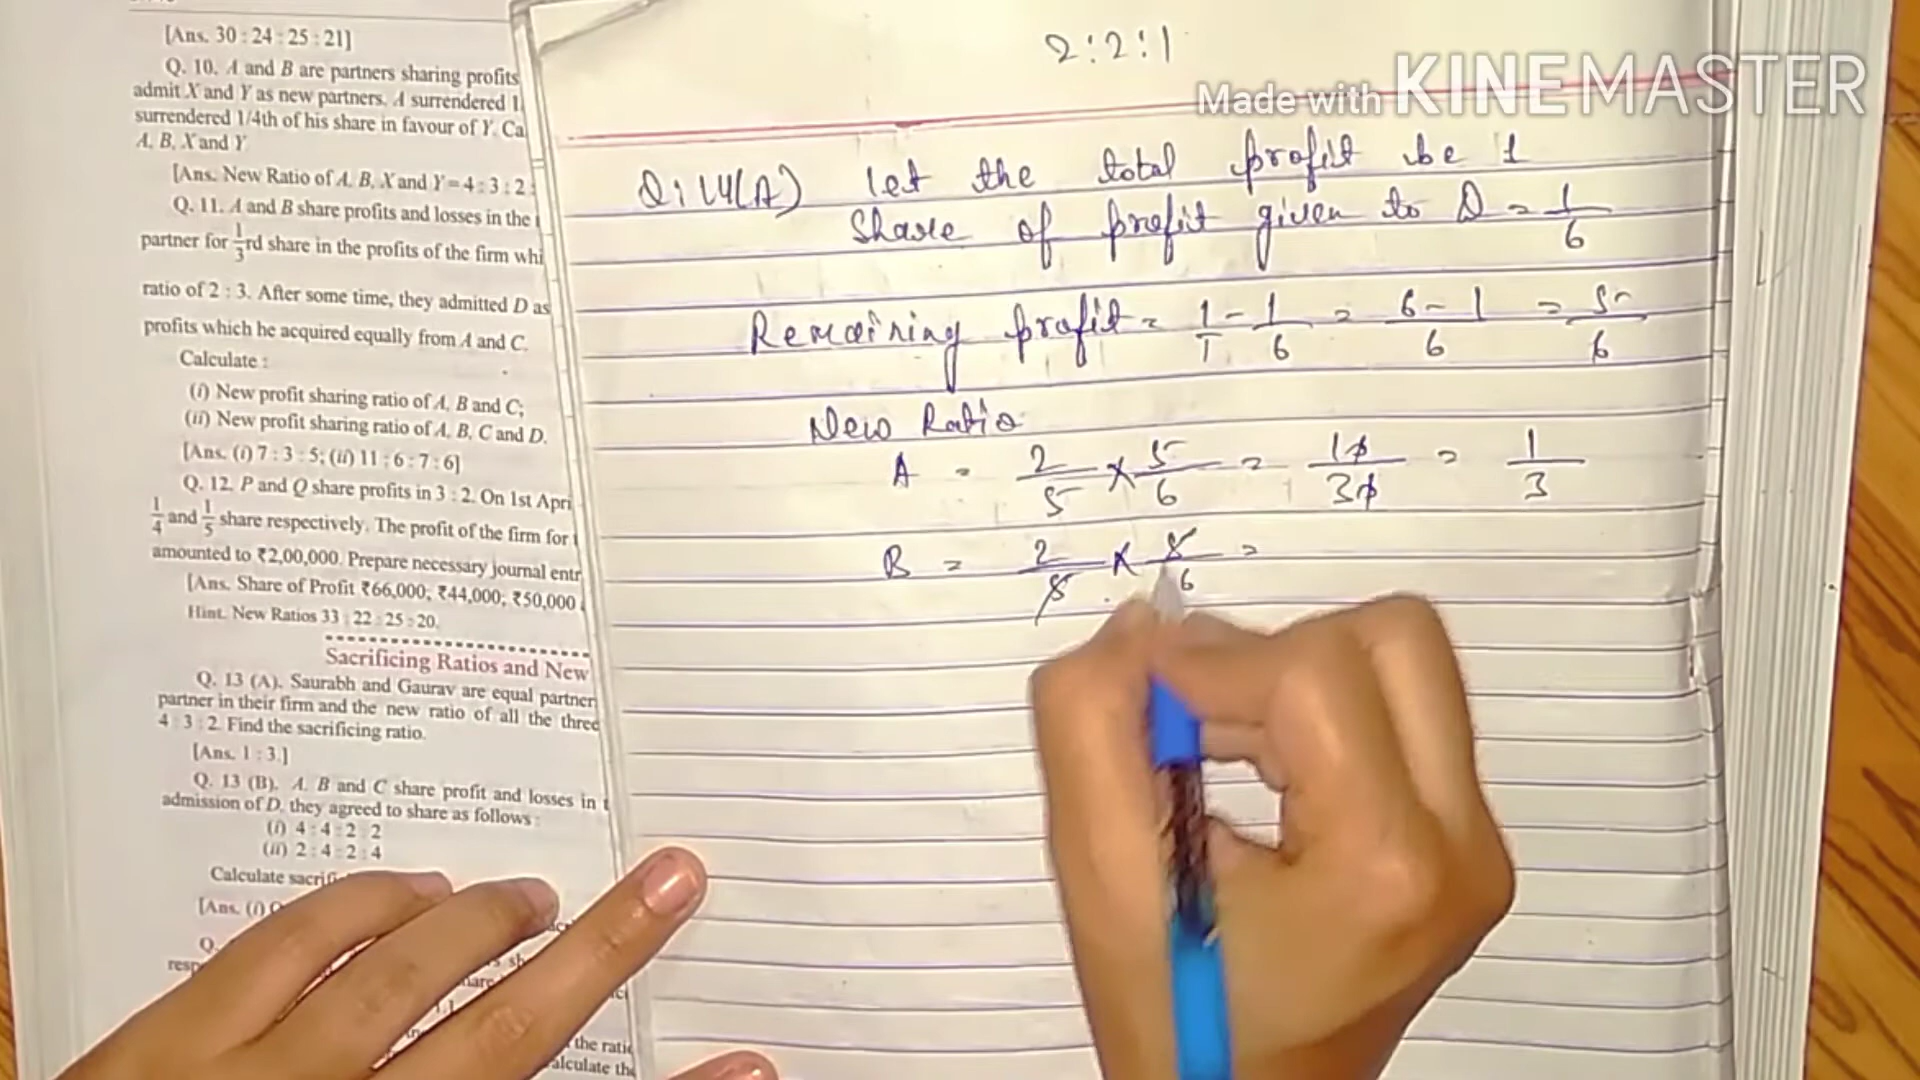 [Ans. 30 : 24 : 25 : 21]
Q. 10. A and B are partners sharing profits
admit X and Y as new partners. A surrendered 1
surrendered 1/4th of his share in favour of Y. Ca
A, B, X and Y
[Ans. New Ratio of A, B, X and Y = 4 : 3 : 2 :
Q. 11. A and B share profits and losses in the
partner for 1/3 rd share in the profits of the firm whi
ratio of 2 : 3. After some time, they admitted D as
profits which he acquired equally from A and C.
Calculate :
(i) New profit sharing ratio of A, B and C;
(ii) New profit sharing ratio of A, B, C and D.
[Ans. (i) 7 : 3 : 5; (ii) 11 : 6 : 7 : 6]
Q. 12. P and Q share profits in 3 : 2. On 1st Apri
1/4 and 1/5 share respectively. The profit of the firm for
amounted to ₹2,00,000. Prepare necessary journal entr
[Ans. Share of Profit ₹66,000; ₹44,000; ₹50,000
Hint. New Ratios 33 : 22 : 25 : 20.
Sacrificing Ratios and New
Q. 13 (A). Saurabh and Gaurav are equal partner
partner in their firm and the new ratio of all the three
4 : 3 : 2. Find the sacrificing ratio.
[Ans. 1 : 3.]
Q. 13 (B). A, B and C share profit and losses in t
admission of D, they agreed to share as follows :
(i) 4 : 4 : 2 : 2
(ii) 2 : 4 : 2 : 4
Calculate sacrifi
[Ans. (i)
Q.
resp
the ratio
alculate the
2:2:1
Made with KINEMASTER
Q:14(A) let the total profit be 1
Share of profit given to D = 1/6
Remaining profit = 1/1 - 1/6 = 6-1/6 = 5/6
New Ratio
A = 2/5 × 5/6 = 10/30 = 1/3
B = 2/5 × 5/6 =